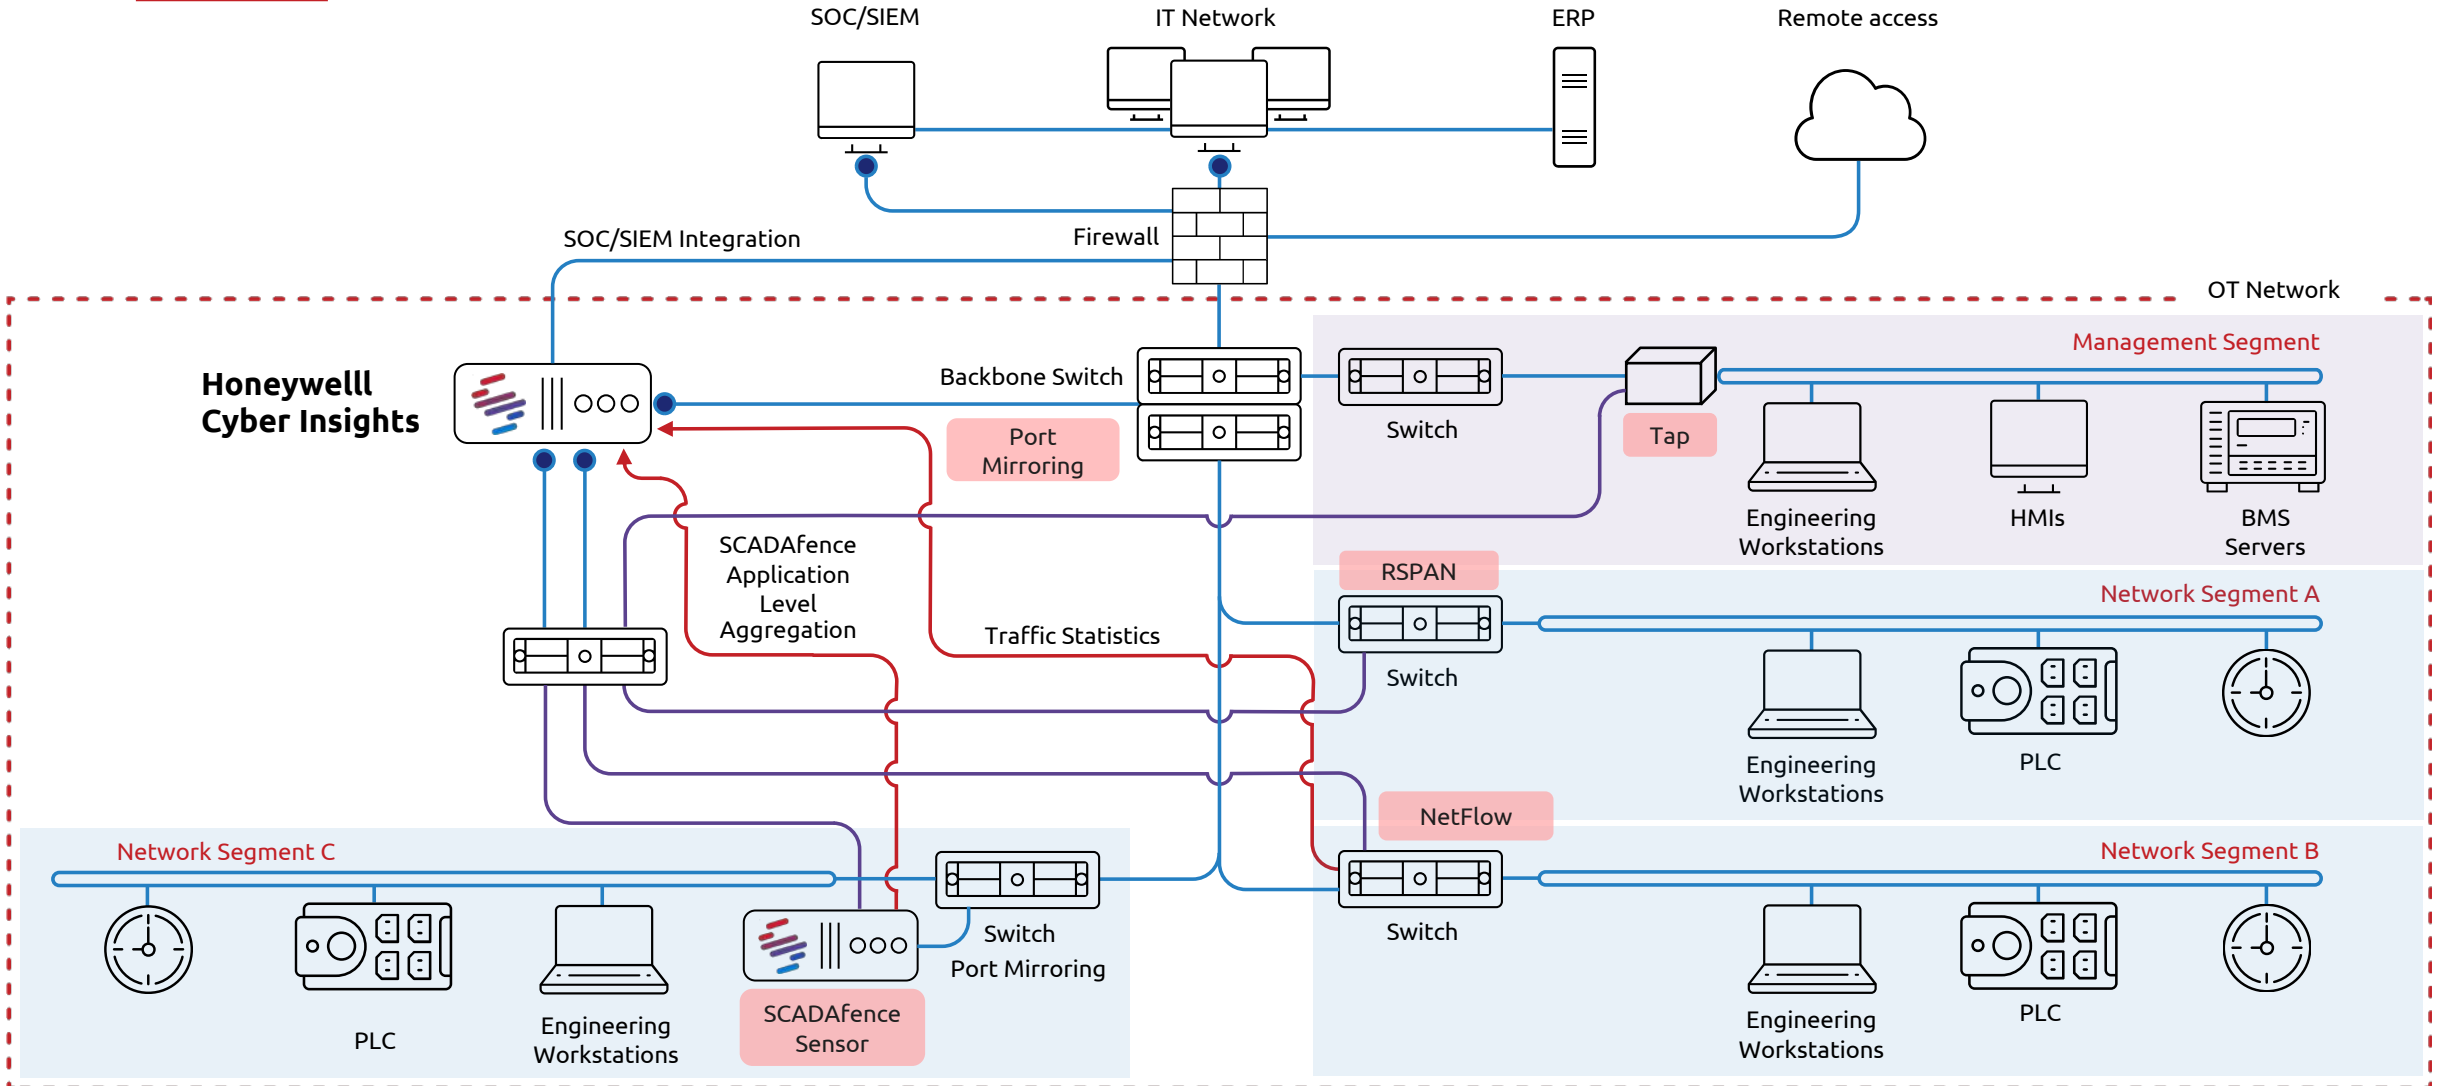 SOC/SIEM
IT Network
ERP
Remote access
SOC/SIEM Integration
Firewall
OT Network
Management Segment
Honeywelll
Cyber Insights
Backbone Switch
Port
Mirroring
Switch
Tap
Engineering
Workstations
HMIs
BMS
Servers
SCADAfence
Application
Level
Aggregation
Traffic Statistics
RSPAN
Network Segment A
Switch
Engineering
Workstations
PLC
NetFlow
Network Segment B
Switch
Engineering
Workstations
PLC
Network Segment C
PLC
Engineering
Workstations
SCADAfence
Sensor
Switch
Port Mirroring